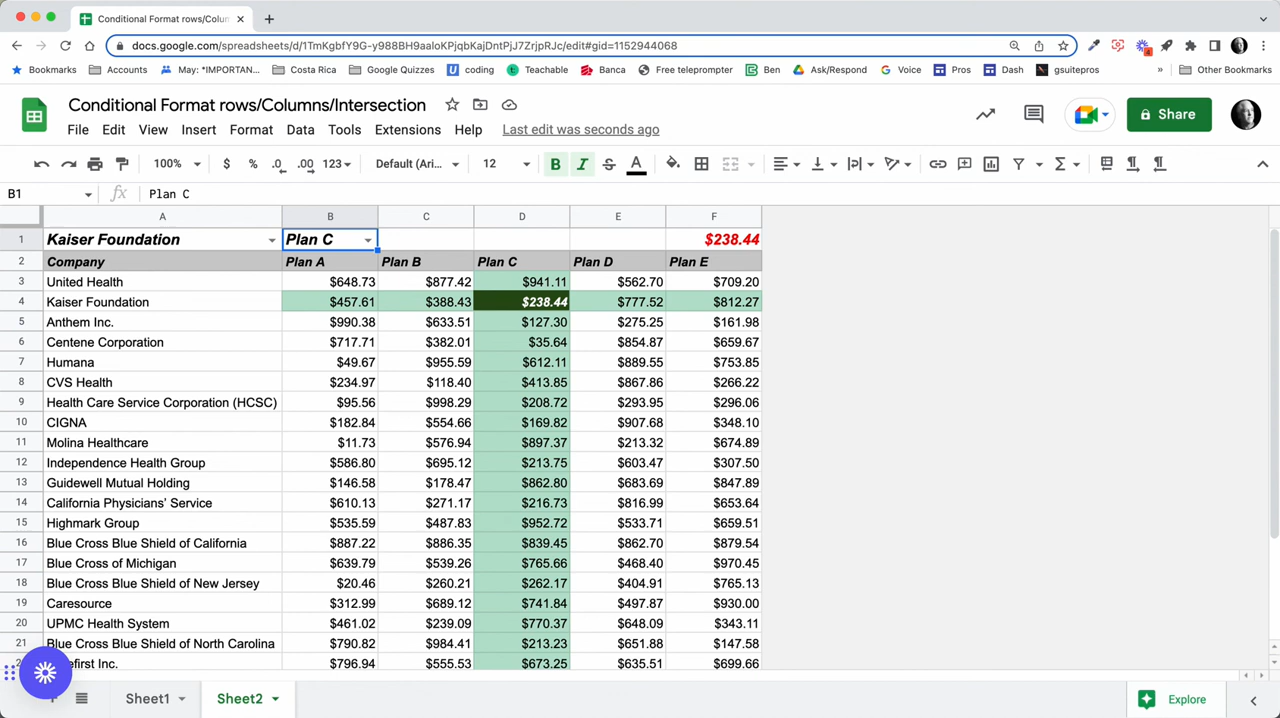 Conditional Format rows/Colum
docs.google.com/spreadsheets/d/1TmKgbfY9G-y988BH9aaloKPjqbKajDntPjJ7ZrjpRJc/edit#gid=1152944068
Bookmarks Accounts May: *IMPORTAN... Costa Rica Google Quizzes coding Teachable Banca Free teleprompter Ben Ask/Respond Voice Pros Dash gsuitepros » Other Bookmarks
Conditional Format rows/Columns/Intersection
File Edit View Insert Format Data Tools Extensions Help Last edit was seconds ago
Share
100% $ % .0 .00 123 Default (Ari... 12 B I S A
B1 fx Plan C
A B C D E F
1 Kaiser Foundation Plan C $238.44
2 Company Plan A Plan B Plan C Plan D Plan E
3 United Health $648.73 $877.42 $941.11 $562.70 $709.20
4 Kaiser Foundation $457.61 $388.43 $238.44 $777.52 $812.27
5 Anthem Inc. $990.38 $633.51 $127.30 $275.25 $161.98
6 Centene Corporation $717.71 $382.01 $35.64 $854.87 $659.67
7 Humana $49.67 $955.59 $612.11 $889.55 $753.85
8 CVS Health $234.97 $118.40 $413.85 $867.86 $266.22
9 Health Care Service Corporation (HCSC) $95.56 $998.29 $208.72 $293.95 $296.06
10 CIGNA $182.84 $554.66 $169.82 $907.68 $348.10
11 Molina Healthcare $11.73 $576.94 $897.37 $213.32 $674.89
12 Independence Health Group $586.80 $695.12 $213.75 $603.47 $307.50
13 Guidewell Mutual Holding $146.58 $178.47 $862.80 $683.69 $847.89
14 California Physicians’ Service $610.13 $271.17 $216.73 $816.99 $653.64
15 Highmark Group $535.59 $487.83 $952.72 $533.71 $659.51
16 Blue Cross Blue Shield of California $887.22 $886.35 $839.45 $862.70 $879.54
17 Blue Cross of Michigan $639.79 $539.26 $765.66 $468.40 $970.45
18 Blue Cross Blue Shield of New Jersey $20.46 $260.21 $262.17 $404.91 $765.13
19 Caresource $312.99 $689.12 $741.84 $497.87 $930.00
20 UPMC Health System $461.02 $239.09 $770.37 $648.09 $343.11
21 Blue Cross Blue Shield of North Carolina $790.82 $984.41 $213.23 $651.88 $147.58
efirst Inc. $796.94 $555.53 $673.25 $635.51 $699.66
Sheet1 Sheet2 Explore